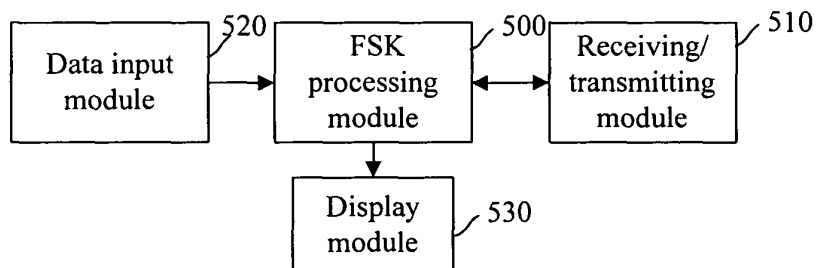 Data input
module
520
FSK
processing
module
500
Receiving/
transmitting
module
510
Display
module
530